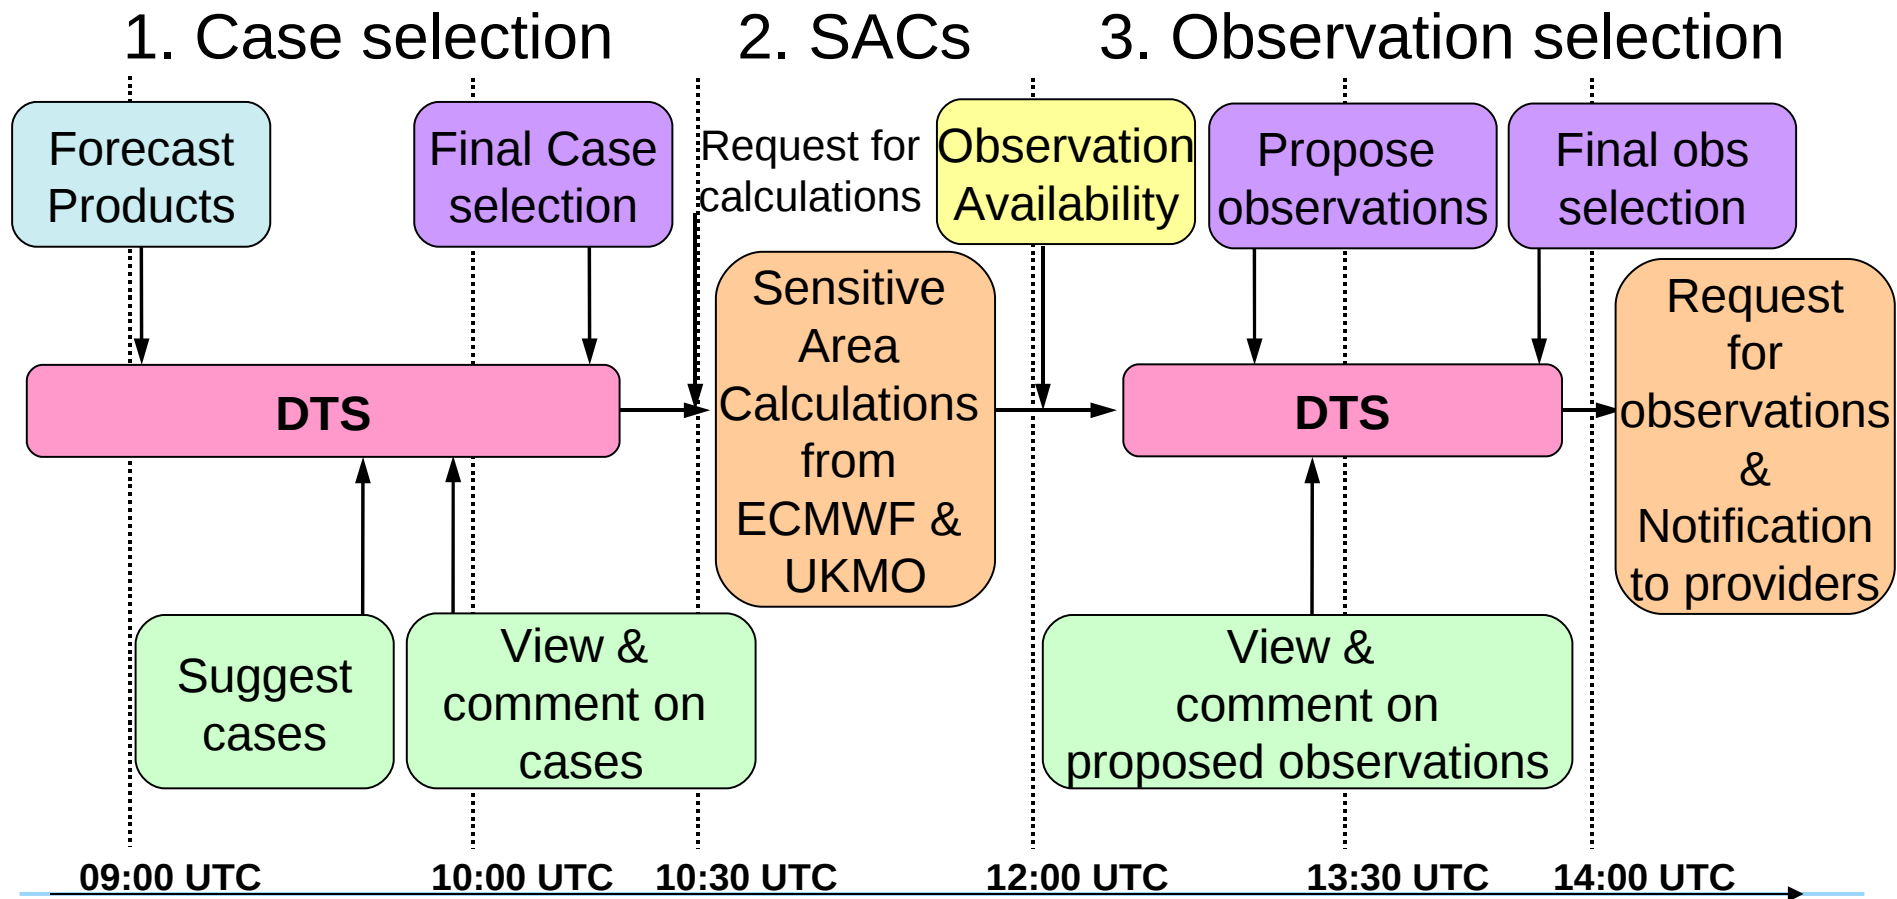 1. Case selection
2. SACs
3. Observation selection
Forecast
Products
Final Case
selection
Request for
calculations
Observation
Availability
Propose
observations
Final obs
selection
DTS
Sensitive
Area
Calculations
from
ECMWF &
UKMO
DTS
Request
for
observations
&
Notification
to providers
Suggest
cases
View &
comment on
cases
View &
comment on
proposed observations
09:00 UTC
10:00 UTC
10:30 UTC
12:00 UTC
13:30 UTC
14:00 UTC